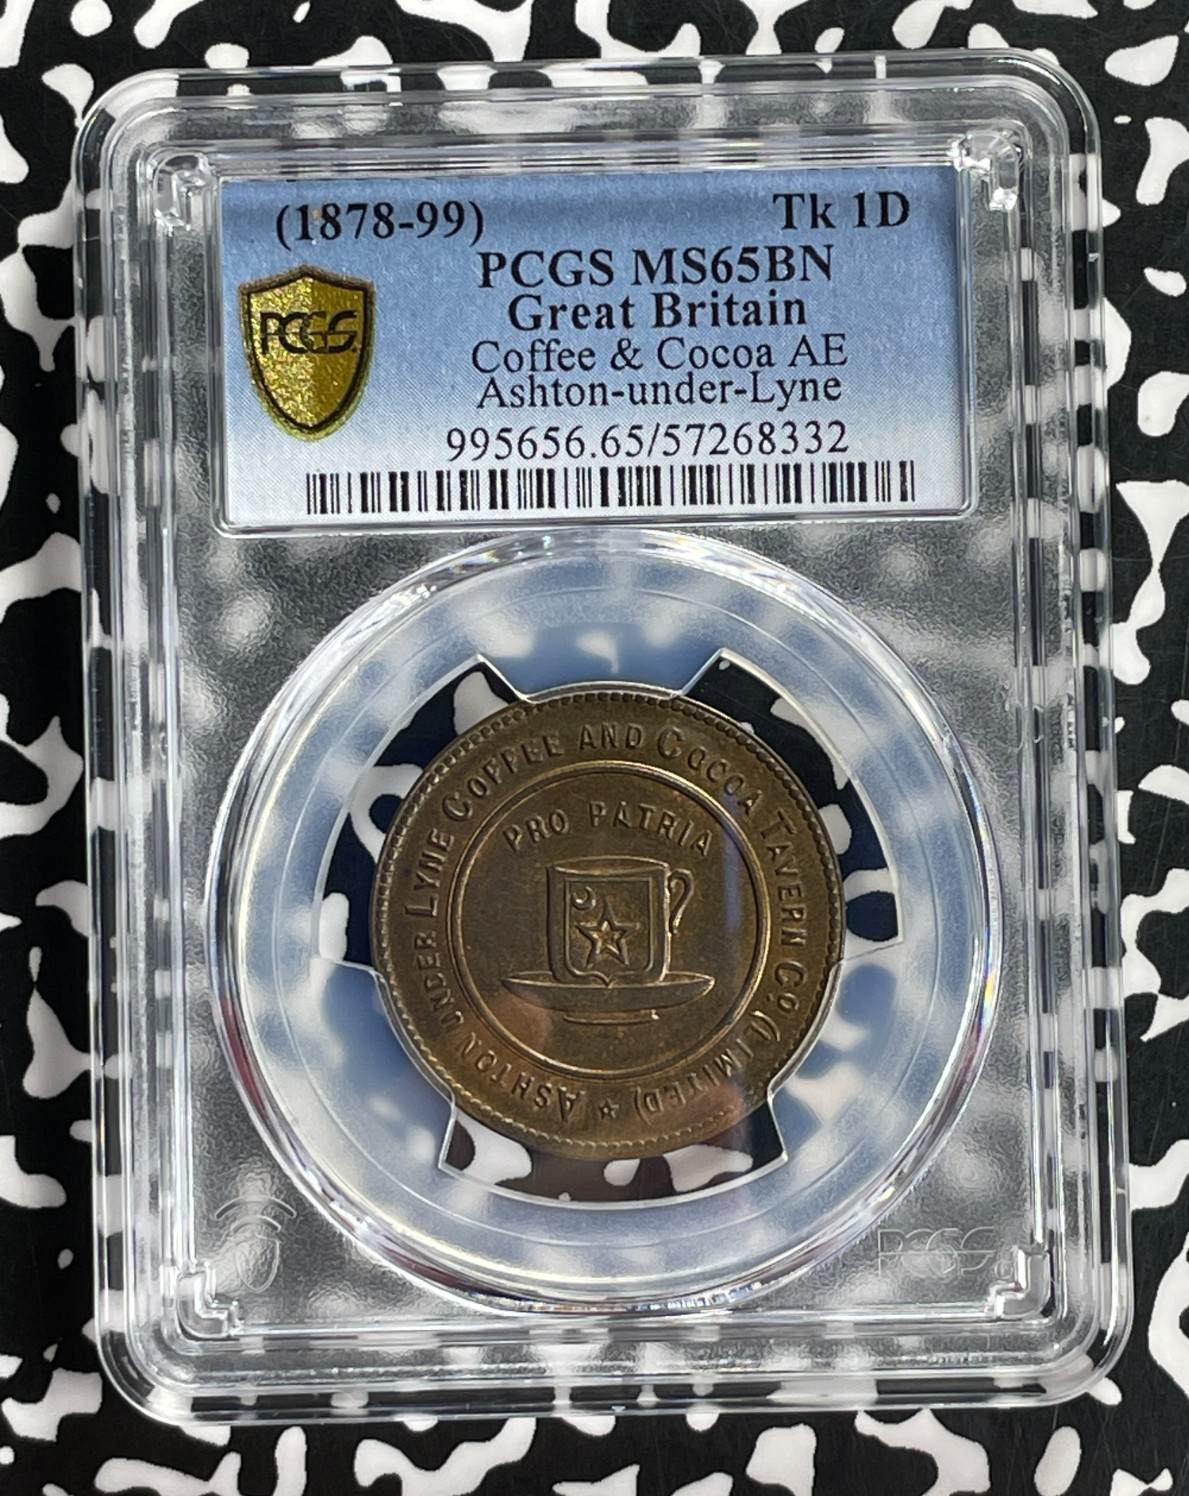 (1878-99) Tk 1D
PCGS MS65BN
Great Britain
Coffee & Cocoa AE
Ashton-under-Lyne
995656.65/57268332
PCGS
ASHTON UNDER LYNE COFFEE AND COCOA TAVERN CO (LIMITED)
PRO PATRIA
PCGS